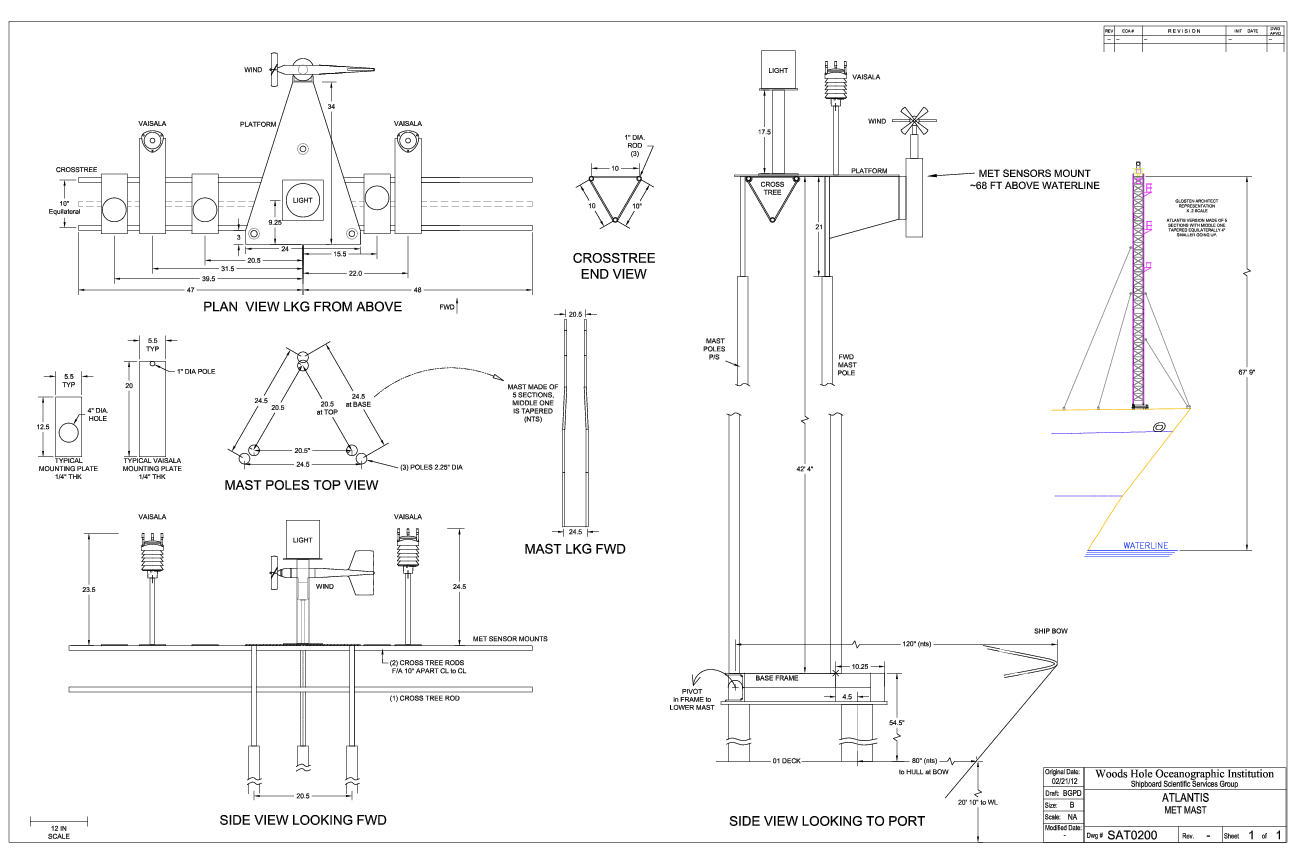 REV EOA# REVISION INIT DATE DWG APVD
- - - - -
WIND
34
VAISALA
PLATFORM
VAISALA
CROSSTREE
10"
Equilateral
LIGHT
9.25
3
24
15.5
20.5
31.5
22.0
39.5
47
48
PLAN VIEW LKG FROM ABOVE
FWD
1" DIA.
ROD
(3)
10
10
10"
CROSSTREE
END VIEW
LIGHT
VAISALA
17.5
WIND
PLATFORM
CROSS
TREE
MET SENSORS MOUNT
~68 FT ABOVE WATERLINE
21
MAST
POLES
P/S
FWD
MAST
POLE
42' 4"
GLOSTEN ARCHITECT
REPRESENTATION
X .2 SCALE
ATLANTIS VERSION MADE OF 5
SECTIONS WITH MIDDLE ONE
TAPERED EQUILATERALLY 4"
SMALLER GOING UP.
67' 9"
WATERLINE
5.5
TYP
5.5
TYP
20
1" DIA POLE
4" DIA.
HOLE
12.5
TYPICAL
MOUNTING PLATE
1/4" THK
TYPICAL VAISALA
MOUNTING PLATE
1/4" THK
24.5
20.5
20.5
at TOP
24.5
at BASE
20.5"
24.5
(3) POLES 2.25" DIA
MAST POLES TOP VIEW
20.5
MAST MADE OF
5 SECTIONS,
MIDDLE ONE
IS TAPERED
(NTS)
24.5
MAST LKG FWD
VAISALA
LIGHT
VAISALA
WIND
23.5
24.5
MET SENSOR MOUNTS
(2) CROSS TREE RODS
F/A 10" APART CL to CL
(1) CROSS TREE ROD
20.5
SIDE VIEW LOOKING FWD
12 IN
SCALE
SHIP BOW
120" (nts)
10.25
BASE FRAME
PIVOT
in FRAME to
LOWER MAST
4.5
54.5"
01 DECK
80" (nts)
to HULL at BOW
20' 10" to WL
SIDE VIEW LOOKING TO PORT
Original Date:
02/21/12
Draft: BGPD
Size: B
Scale: NA
Modified Date:
-
Woods Hole Oceanographic Institution
Shipboard Scientific Services Group
ATLANTIS
MET MAST
Dwg # SAT0200 Rev. - Sheet 1 of 1